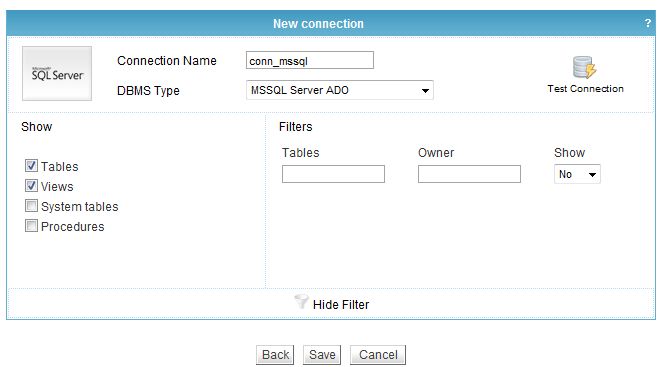 New connection ?
Microsoft
SQL Server
Connection Name conn_mssql
DBMS Type MSSQL Server ADO
Test Connection
Show
Tables
Views
System tables
Procedures
Filters
Tables Owner Show
No
Hide Filter
Back Save Cancel